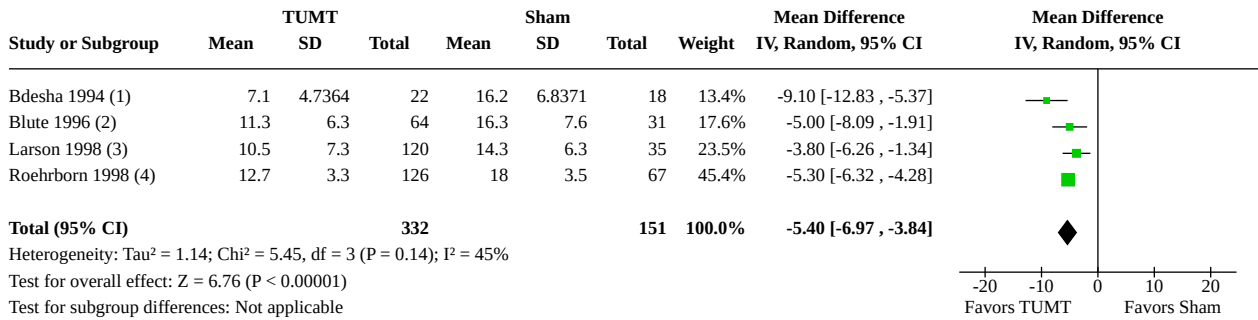 TUMT Sham Mean Difference Mean Difference
Study or Subgroup Mean SD Total Mean SD Total Weight IV, Random, 95% CI IV, Random, 95% CI
Bdesha 1994 (1) 7.1 4.7364 22 16.2 6.8371 18 13.4% -9.10 [-12.83 , -5.37]
Blute 1996 (2) 11.3 6.3 64 16.3 7.6 31 17.6% -5.00 [-8.09 , -1.91]
Larson 1998 (3) 10.5 7.3 120 14.3 6.3 35 23.5% -3.80 [-6.26 , -1.34]
Roehrborn 1998 (4) 12.7 3.3 126 18 3.5 67 45.4% -5.30 [-6.32 , -4.28]
Total (95% CI) 332 151 100.0% -5.40 [-6.97 , -3.84]
Heterogeneity: Tau² = 1.14; Chi² = 5.45, df = 3 (P = 0.14); I² = 45%
Test for overall effect: Z = 6.76 (P < 0.00001)
Test for subgroup differences: Not applicable
-20 -10 0 10 20
Favors TUMT Favors Sham